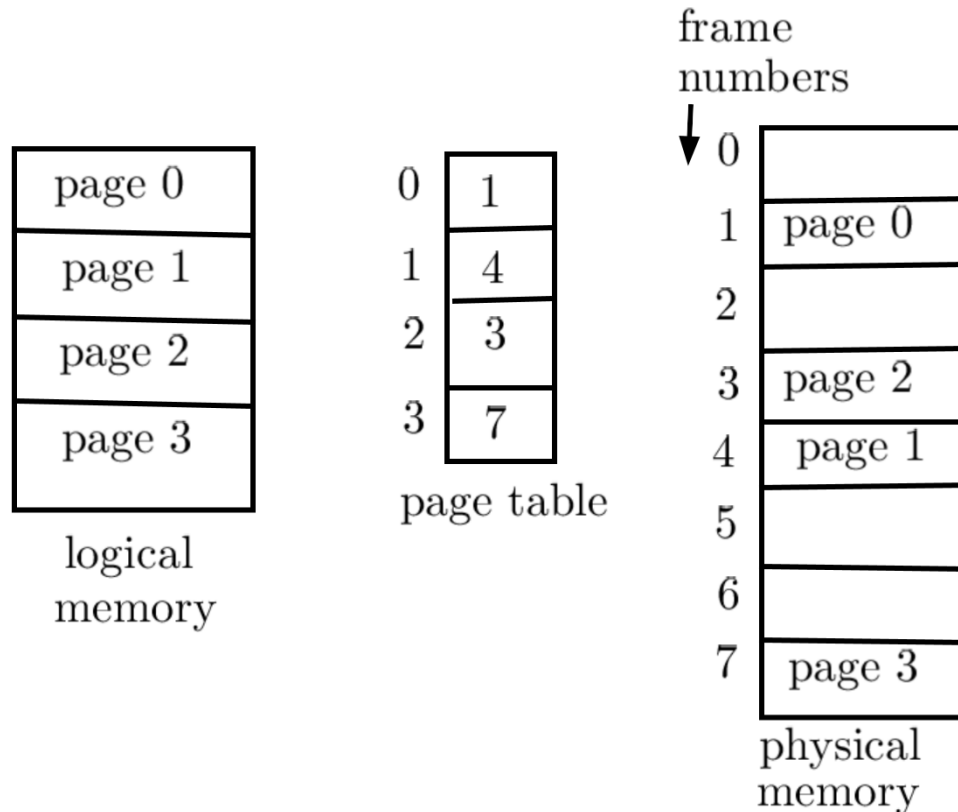 page 0
page 1
page 2
page 3
logical
memory
0 1
1 4
2 3
3 7
page table
frame
numbers
0
1 page 0
2
3 page 2
4 page 1
5
6
7 page 3
physical
memory